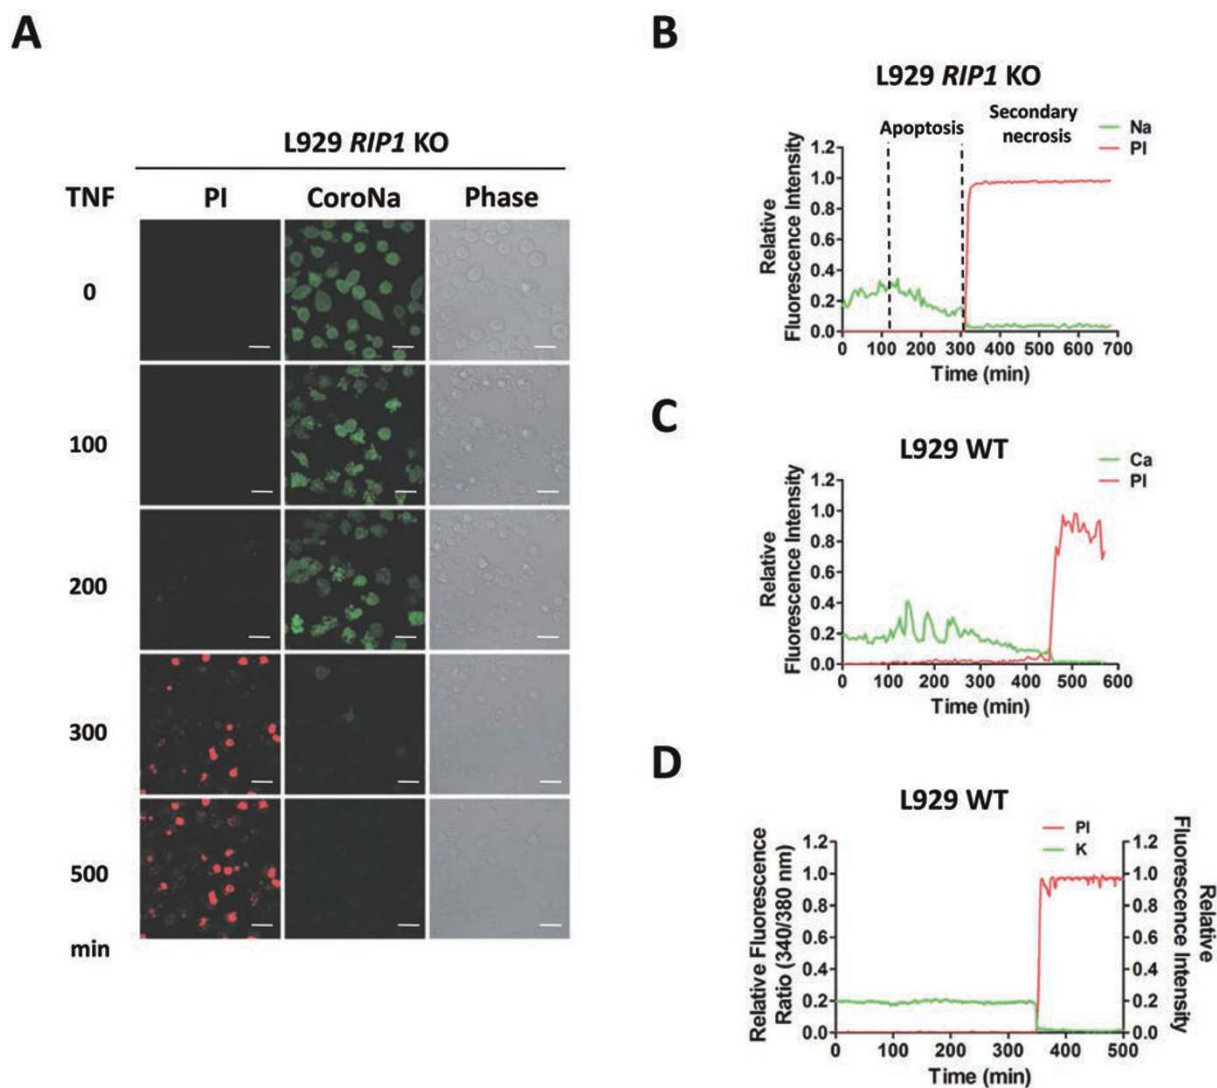 A
L929 RIP1 KO
TNF PI CoroNa Phase
0
100
200
300
500
min
B
L929 RIP1 KO
Apoptosis
Secondary
necrosis
Na
PI
Relative
Fluorescence Intensity
1.2
1.0
0.8
0.6
0.4
0.2
0.0
0 100 200 300 400 500 600 700
Time (min)
C
L929 WT
Ca
PI
Relative
Fluorescence Intensity
1.2
1.0
0.8
0.6
0.4
0.2
0.0
0 100 200 300 400 500 600
Time (min)
D
L929 WT
PI
K
Relative Fluorescence
Ratio (340/380 nm)
1.2
1.0
0.8
0.6
0.4
0.2
0.0
1.2
1.0
0.8
0.6
0.4
0.2
0.0
Relative
Fluorescence Intensity
0 100 200 300 400 500
Time (min)